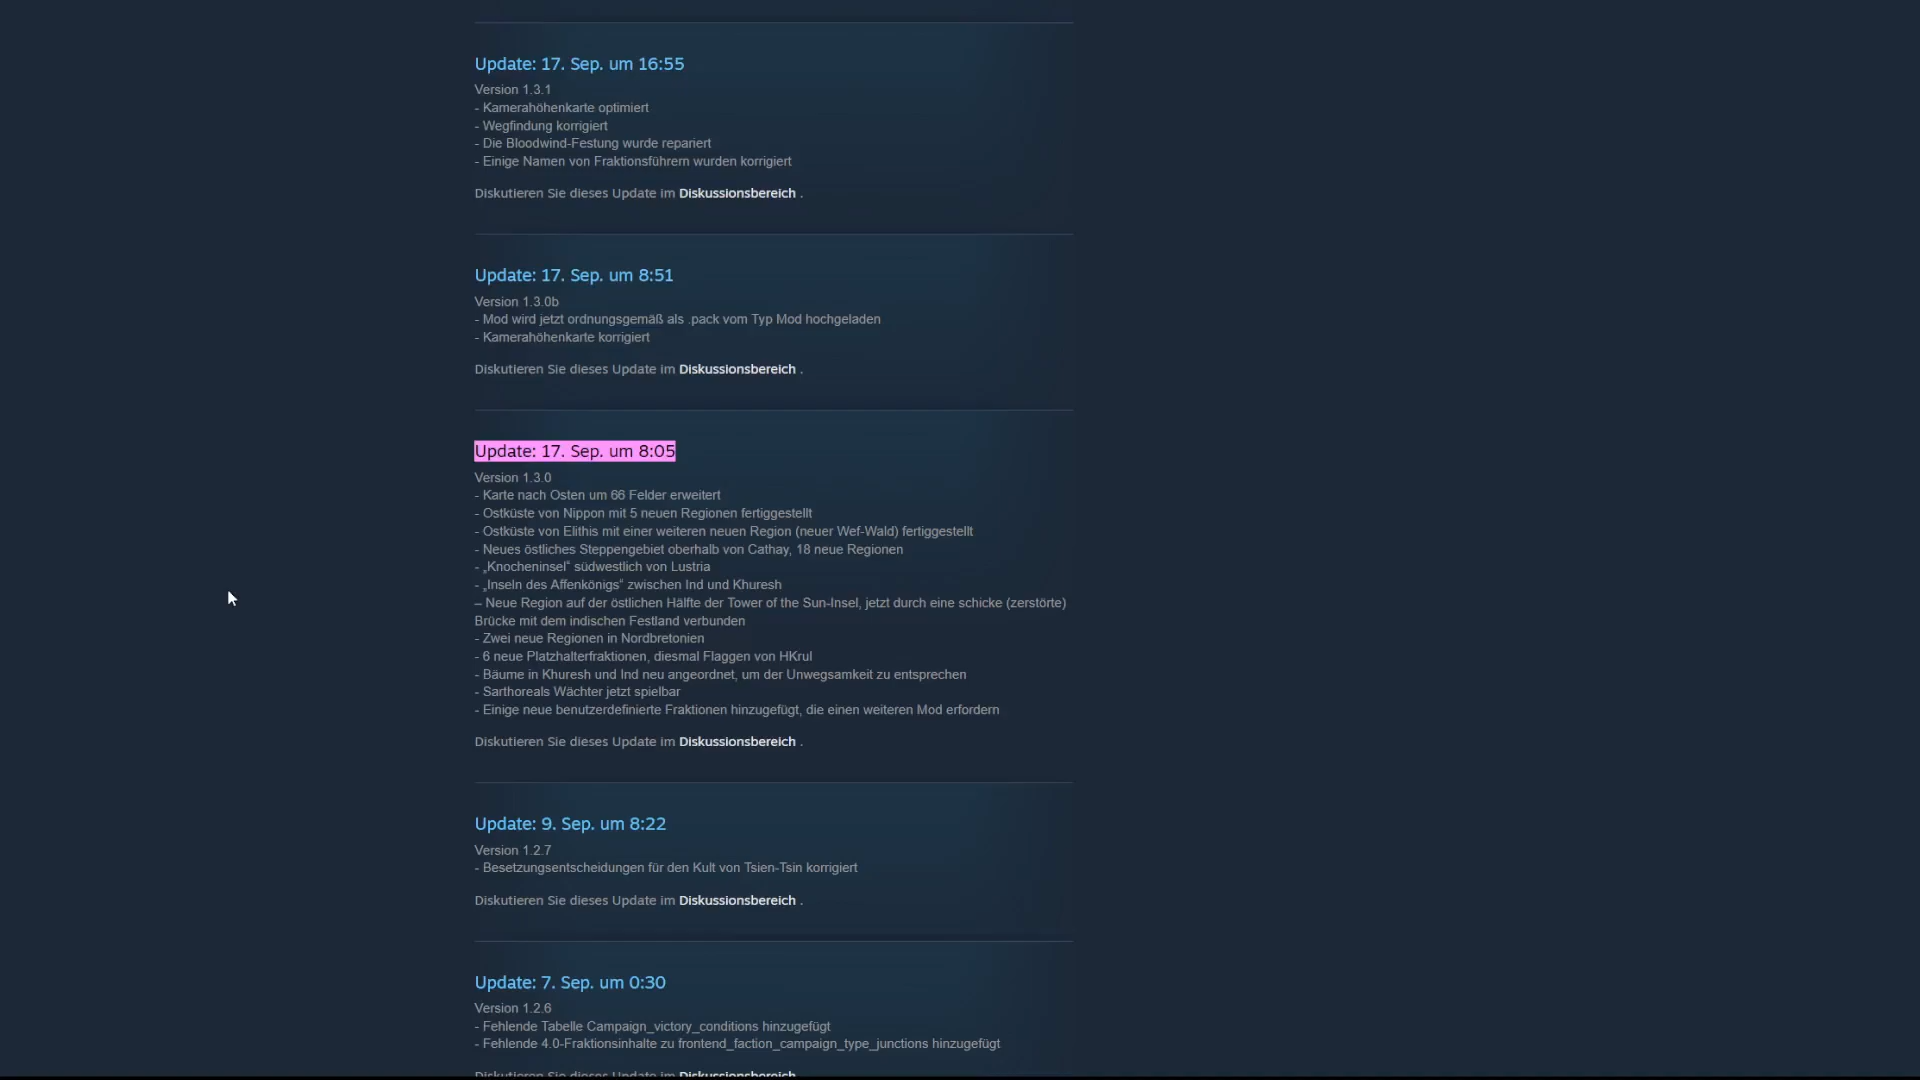 Update: 17. Sep. um 16:55
Version 1.3.1
- Kamerahöhenkarte optimiert
- Wegfindung korrigiert
- Die Bloodwind-Festung wurde repariert
- Einige Namen von Fraktionsführern wurden korrigiert
Diskutieren Sie dieses Update im Diskussionsbereich .
Update: 17. Sep. um 8:51
Version 1.3.0b
- Mod wird jetzt ordnungsgemäß als .pack vom Typ Mod hochgeladen
- Kamerahöhenkarte korrigiert
Diskutieren Sie dieses Update im Diskussionsbereich .
Update: 17. Sep. um 8:05
Version 1.3.0
- Karte nach Osten um 66 Felder erweitert
- Ostküste von Nippon mit 5 neuen Regionen fertiggestellt
- Ostküste von Elithis mit einer weiteren neuen Region (neuer Wef-Wald) fertiggestellt
- Neues östliches Steppengebiet oberhalb von Cathay, 18 neue Regionen
- „Knocheninsel“ südwestlich von Lustria
- „Inseln des Affenkönigs“ zwischen Ind und Khuresh
– Neue Region auf der östlichen Hälfte der Tower of the Sun-Insel, jetzt durch eine schicke (zerstörte)
Brücke mit dem indischen Festland verbunden
- Zwei neue Regionen in Nordbretonien
- 6 neue Platzhalterfraktionen, diesmal Flaggen von HKrul
- Bäume in Khuresh und Ind neu angeordnet, um der Unwegsamkeit zu entsprechen
- Sarthoreals Wächter jetzt spielbar
- Einige neue benutzerdefinierte Fraktionen hinzugefügt, die einen weiteren Mod erfordern
Diskutieren Sie dieses Update im Diskussionsbereich .
Update: 9. Sep. um 8:22
Version 1.2.7
- Besetzungsentscheidungen für den Kult von Tsien-Tsin korrigiert
Diskutieren Sie dieses Update im Diskussionsbereich .
Update: 7. Sep. um 0:30
Version 1.2.6
- Fehlende Tabelle Campaign_victory_conditions hinzugefügt
- Fehlende 4.0-Fraktionsinhalte zu frontend_faction_campaign_type_junctions hinzugefügt
Diskutieren Sie dieses Update im Diskussionsbereich